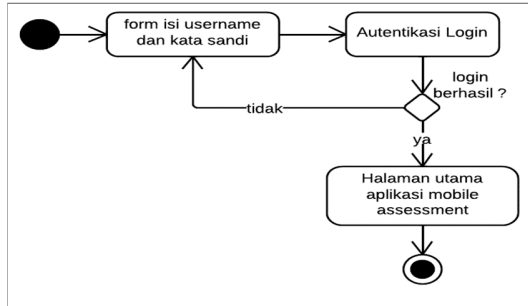 form isi username
dan kata sandi
Autentikasi Login
login
berhasil ?
tidak
ya
Halaman utama
aplikasi mobile
assessment